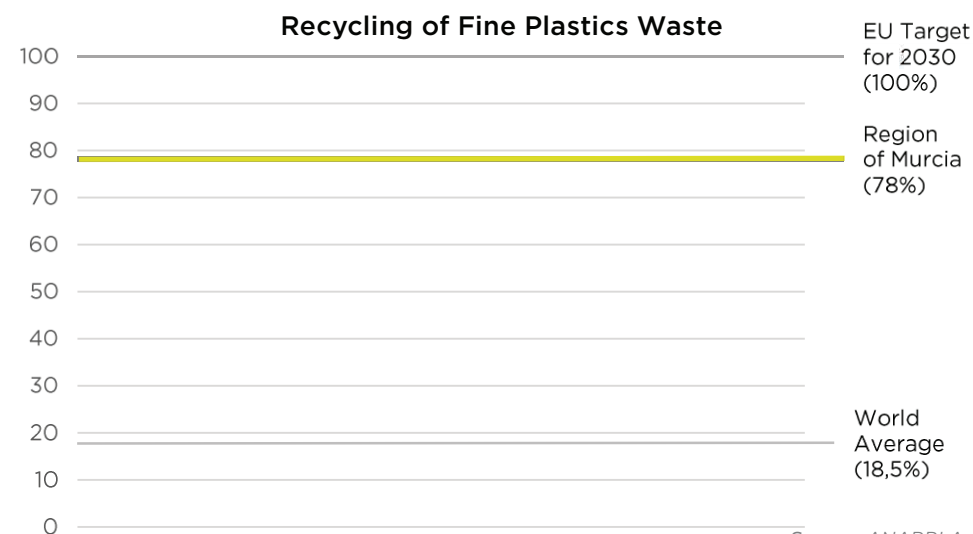 Recycling of Fine Plastics Waste
EU Target
for 2030
(100%)
100
90
Region
of Murcia
(78%)
80
70
60
50
40
30
World
Average
(18,5%)
20
10
0